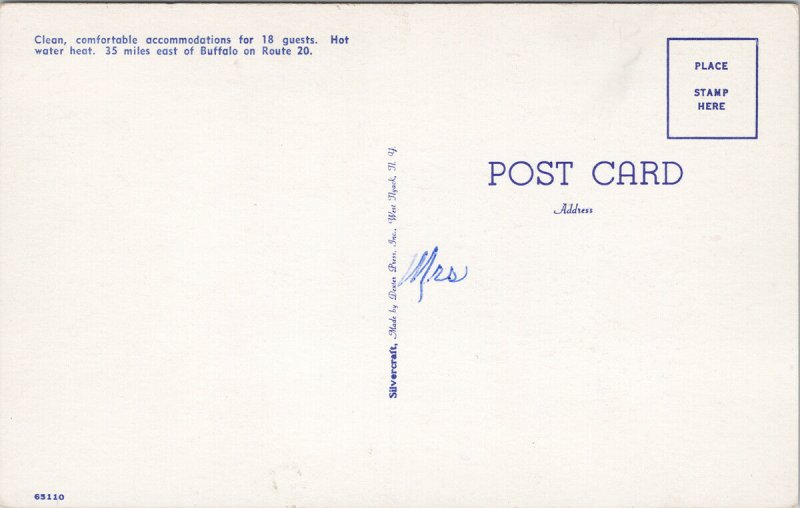 Clean, comfortable accommodations for 18 guests. Hot
water heat. 35 miles east of Buffalo on Route 20.
PLACE
STAMP
HERE
POST CARD
Address
Silvercraft, Made by Dexter Press, Inc., West Nyack, N. Y.
Mrs
65110